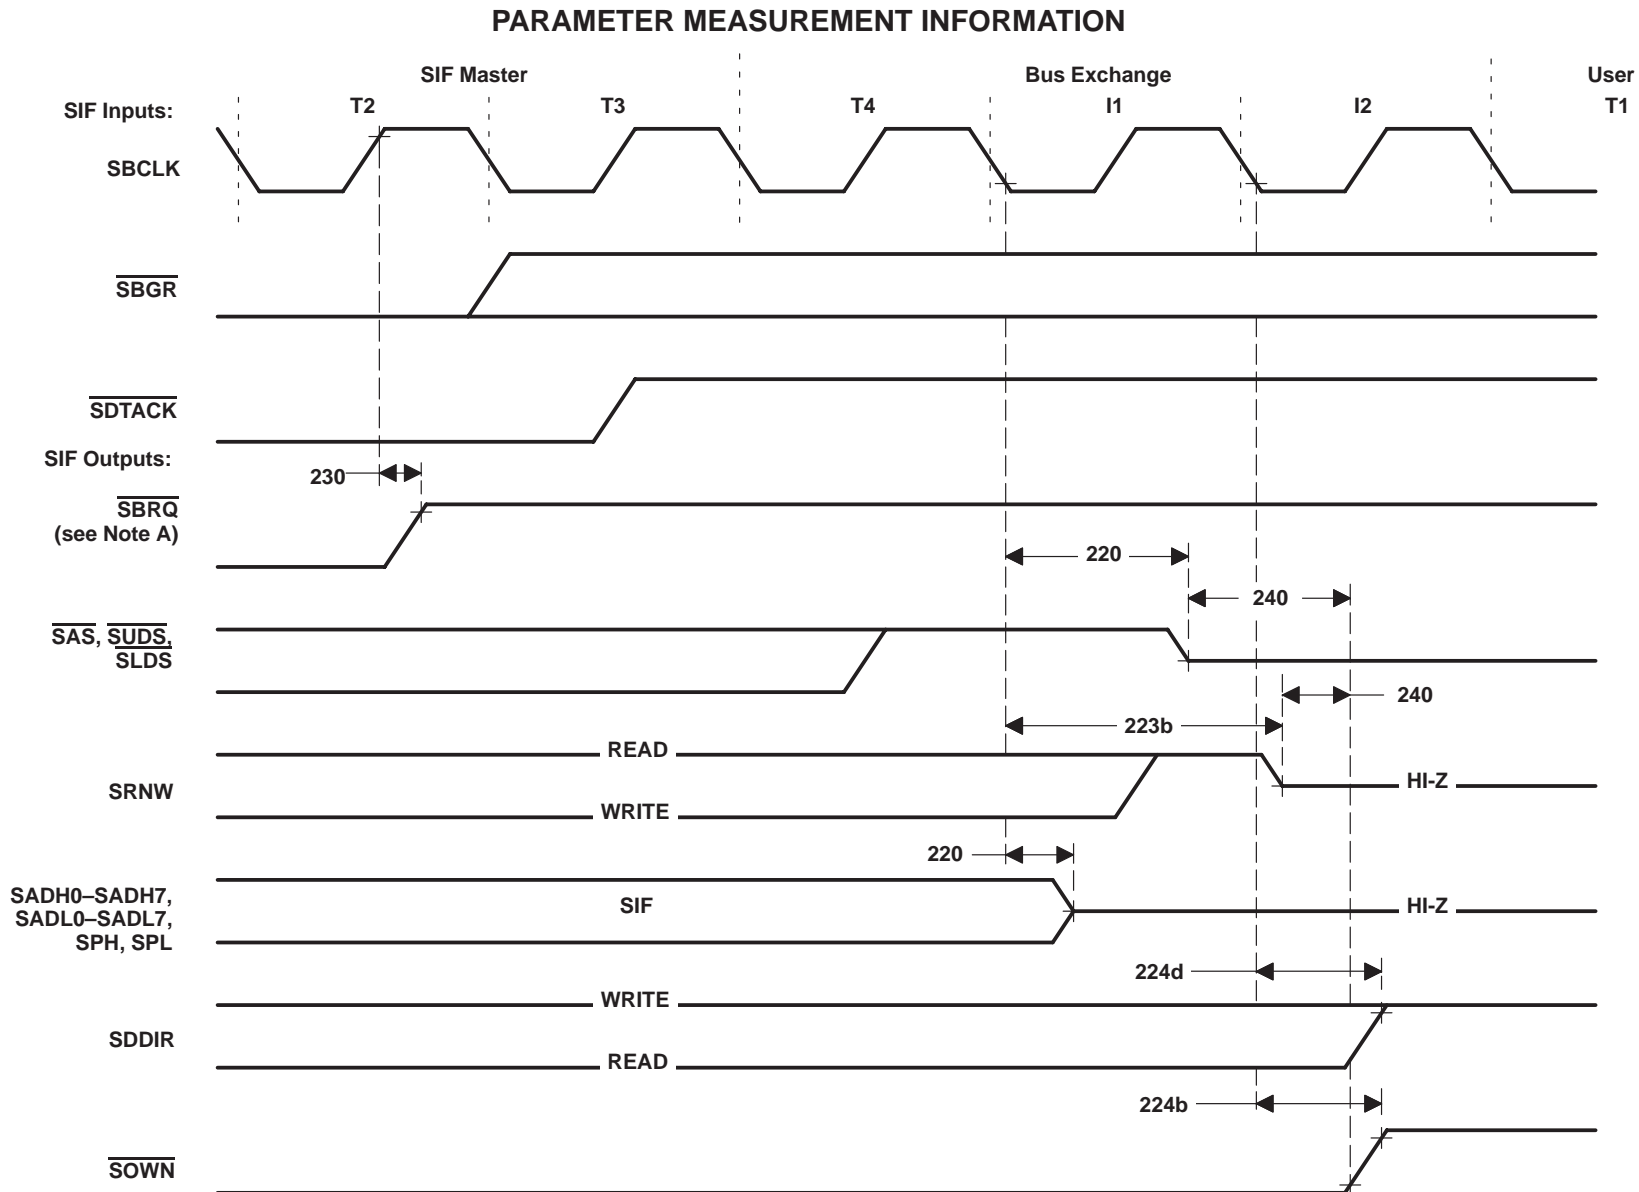 PARAMETER MEASUREMENT INFORMATION
SIF Master
Bus Exchange
User
SIF Inputs:
T2
T3
T4
I1
I2
T1
SBCLK
SBGR
SDTACK
SIF Outputs:
230
SBRQ
(see Note A)
220
240
SAS, SUDS,
SLDS
240
223b
READ
SRNW
HI-Z
WRITE
220
SADH0–SADH7,
SADL0–SADL7,
SPH, SPL
SIF
HI-Z
224d
WRITE
SDDIR
READ
224b
SOWN